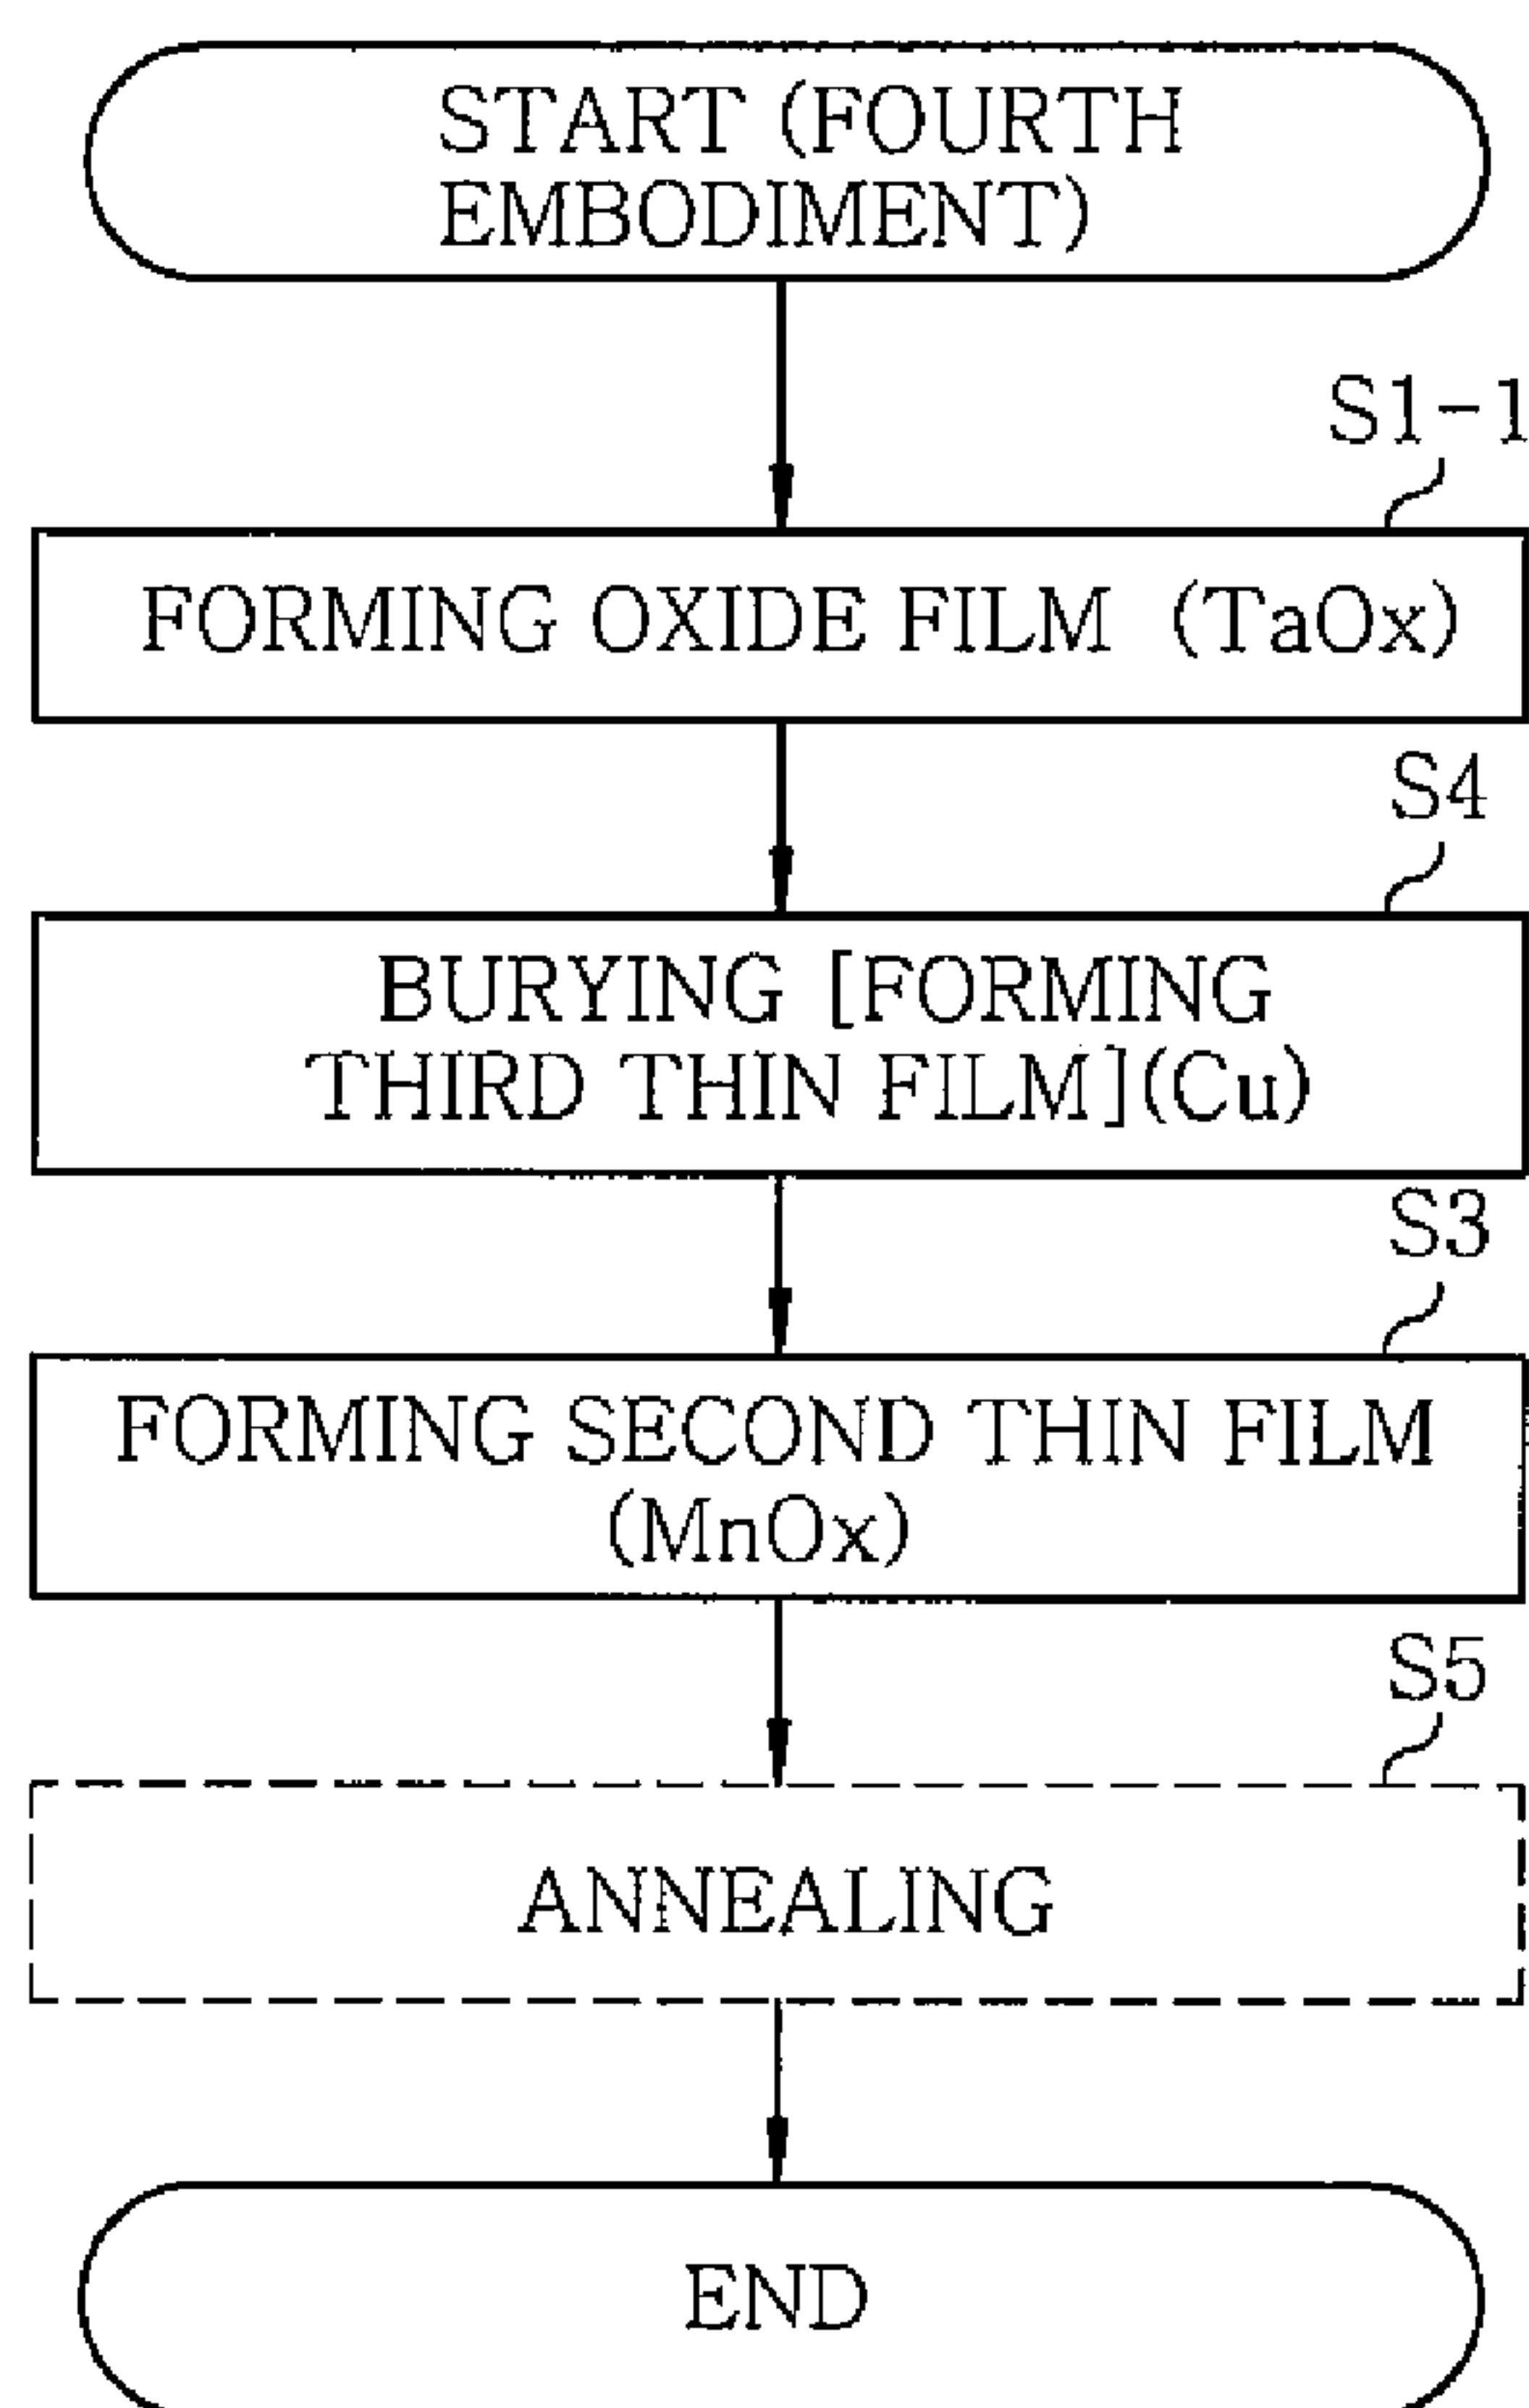 START (FOURTH
EMBODIMENT)
S1-1
FORMING OXIDE FILM (TaOx)
S4
BURYING [FORMING
THIRD THIN FILM](Cu)
S3
FORMING SECOND THIN FILM
(MnOx)
S5
ANNEALING
END